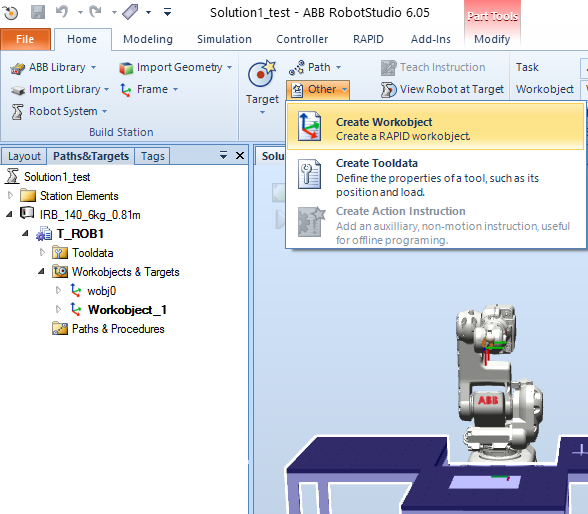 Solution1_test - ABB RobotStudio 6.05
Part Tools
File
Home
Modeling
Simulation
Controller
RAPID
Add-Ins
Modify
ABB Library
Import Geometry
Import Library
Frame
Robot System
Build Station
Target
Path
Other
Teach Instruction
View Robot at Target
Task
Workobject
Create Workobject
Create a RAPID workobject.
Create Tooldata
Define the properties of a tool, such as its
position and load.
Create Action Instruction
Add an auxilliary, non-motion instruction, useful
for offline programing.
Layout
Paths&Targets
Tags
Solution1_test
Station Elements
IRB_140_6kg_0.81m
T_ROB1
Tooldata
Workobjects & Targets
wobj0
Workobject_1
Paths & Procedures
ABB